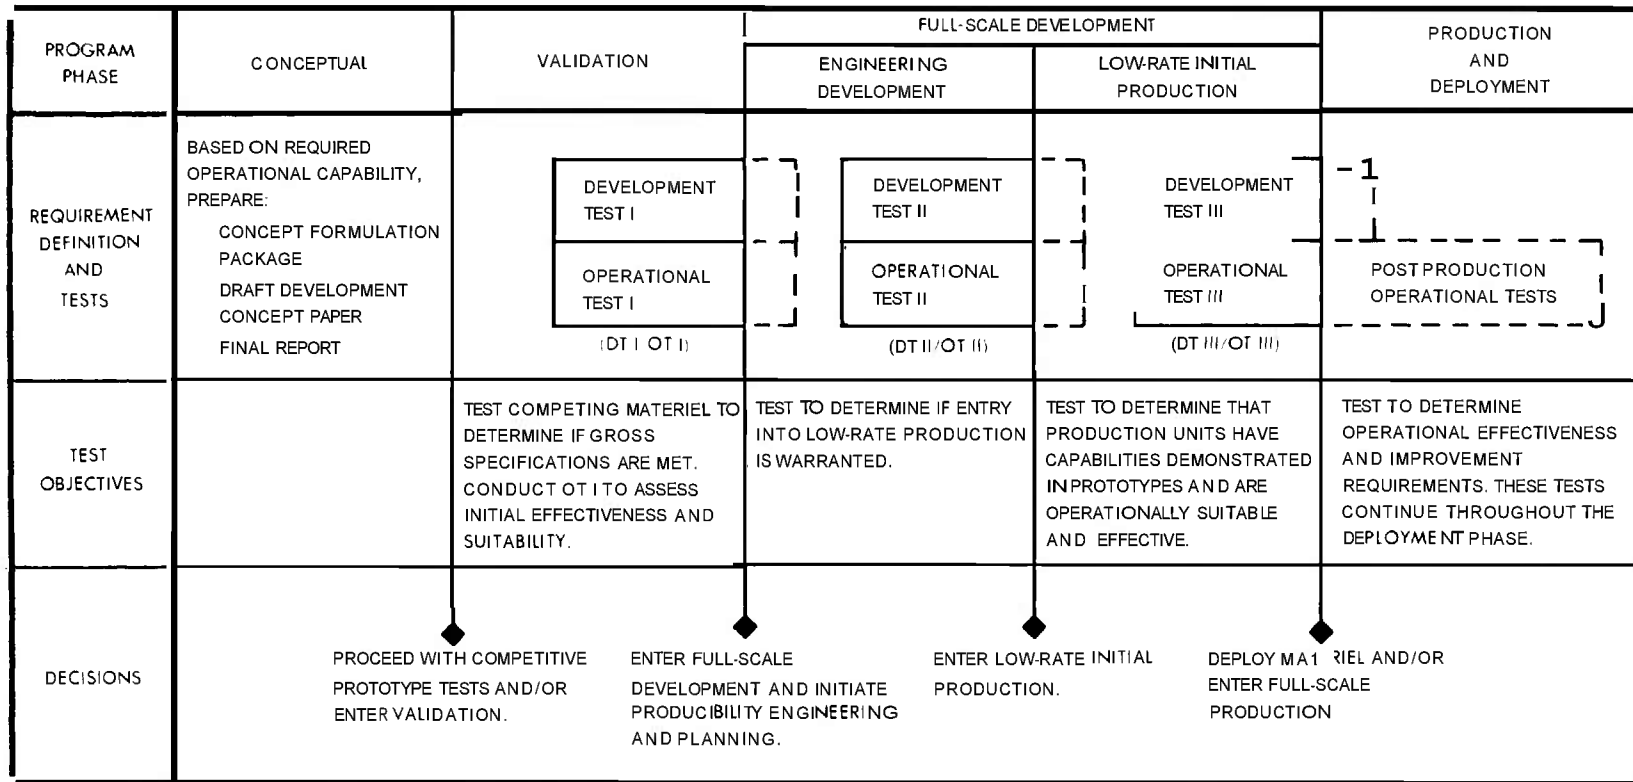 PROGRAM
PHASE
CONCEPTUAL
VALIDATION
FULL-SCALE DEVELOPMENT
ENGINEERING
DEVELOPMENT
LOW-RATE INITIAL
PRODUCTION
PRODUCTION
AND
DEPLOYMENT
REQUIREMENT
DEFINITION
AND
TESTS
BASED ON REQUIRED
OPERATIONAL CAPABILITY,
PREPARE:
CONCEPT FORMULATION
PACKAGE
DRAFT DEVELOPMENT
CONCEPT PAPER
FINAL REPORT
DEVELOPMENT
TEST I
OPERATIONAL
TEST I
(DT I OT I)
DEVELOPMENT
TEST II
OPERATIONAL
TEST II
(DT II/OT II)
DEVELOPMENT
TEST III
OPERATIONAL
TEST III
(DT III/OT III)
POST PRODUCTION
OPERATIONAL TESTS
TEST
OBJECTIVES
TEST COMPETING MATERIEL TO
DETERMINE IF GROSS
SPECIFICATIONS ARE MET.
CONDUCT OT I TO ASSESS
INITIAL EFFECTIVENESS AND
SUITABILITY.
TEST TO DETERMINE IF ENTRY
INTO LOW-RATE PRODUCTION
IS WARRANTED.
TEST TO DETERMINE THAT
PRODUCTION UNITS HAVE
CAPABILITIES DEMONSTRATED
IN PROTOTYPES AND ARE
OPERATIONALLY SUITABLE
AND EFFECTIVE.
TEST TO DETERMINE
OPERATIONAL EFFECTIVENESS
AND IMPROVEMENT
REQUIREMENTS. THESE TESTS
CONTINUE THROUGHOUT THE
DEPLOYMENT PHASE.
DECISIONS
PROCEED WITH COMPETITIVE
PROTOTYPE TESTS AND/OR
ENTER VALIDATION.
ENTER FULL-SCALE
DEVELOPMENT AND INITIATE
PRODUCIBILITY ENGINEERING
AND PLANNING.
ENTER LOW-RATE INITIAL
PRODUCTION.
DEPLOY MA1 RIEL AND/OR
ENTER FULL-SCALE
PRODUCTION